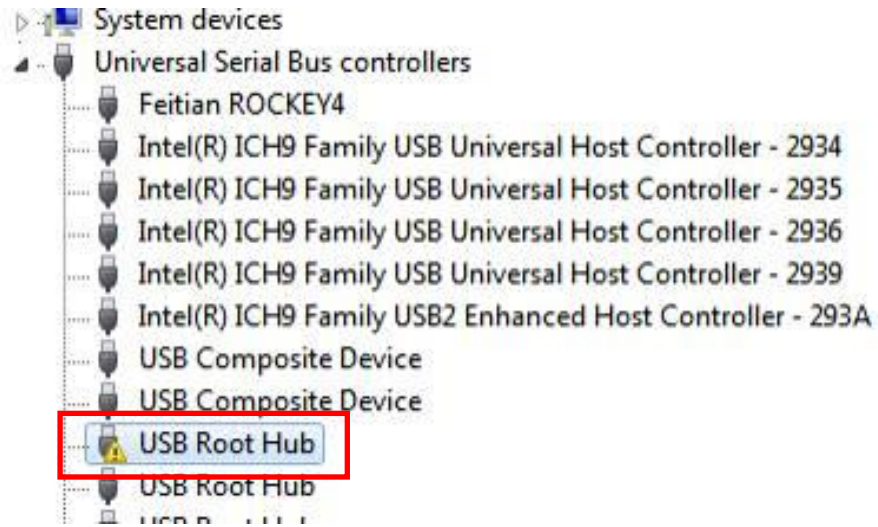 System devices
Universal Serial Bus controllers
Feitian ROCKEY4
Intel(R) ICH9 Family USB Universal Host Controller - 2934
Intel(R) ICH9 Family USB Universal Host Controller - 2935
Intel(R) ICH9 Family USB Universal Host Controller - 2936
Intel(R) ICH9 Family USB Universal Host Controller - 2939
Intel(R) ICH9 Family USB2 Enhanced Host Controller - 293A
USB Composite Device
USB Composite Device
USB Root Hub
USB Root Hub